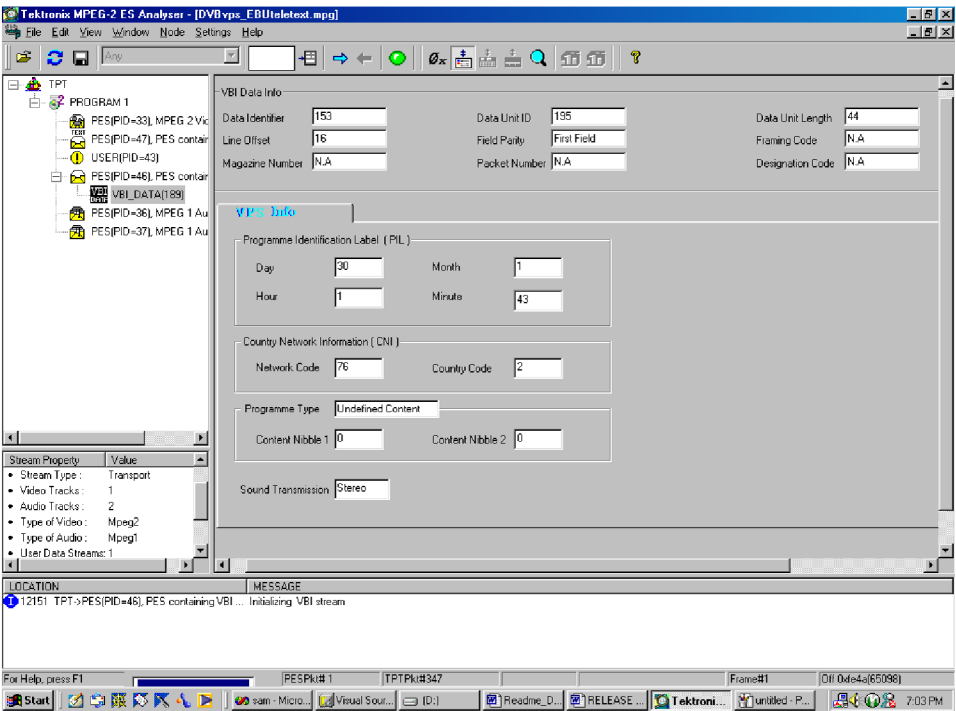 Tektronix MPEG-2 ES Analyser - [DVBvps_EBUteletext.mpg]
File Edit View Window Node Settings Help
Any
TPT
PROGRAM 1
PES(PID=33), MPEG 2 Vic
PES(PID=47), PES contair
USER(PID=43)
PES(PID=46), PES contair
VBI_DATA(189)
PES(PID=36), MPEG 1 Au
PES(PID=37), MPEG 1 Au
VBI Data Info
Data Identifier 153 Data Unit ID 195 Data Unit Length 44
Line Offset 16 Field Parity First Field Framing Code N.A
Magazine Number N.A Packet Number N.A Designation Code N.A
VPS Info
Programme Identification Label ( PIL )
Day 30 Month 1
Hour 1 Minute 43
Country Network Information ( CNI )
Network Code 76 Country Code 2
Programme Type Undefined Content
Content Nibble 1 0 Content Nibble 2 0
Sound Transmission Stereo
Stream Property Value
Stream Type : Transport
Video Tracks : 1
Audio Tracks : 2
Type of Video : Mpeg2
Type of Audio : Mpeg1
User Data Streams: 1
LOCATION MESSAGE
12151 TPT->PES(PID=46), PES containing VBI ... Initializing VBI stream
For Help, press F1 PESPkt# 1 TPTPkt#347 Frame#1 Off 0xfe4a(65098)
Start sam - Micro... Visual Sour... (D:) Readme_D... RELEASE ... Tektroni... untitled - P... 7:03 PM